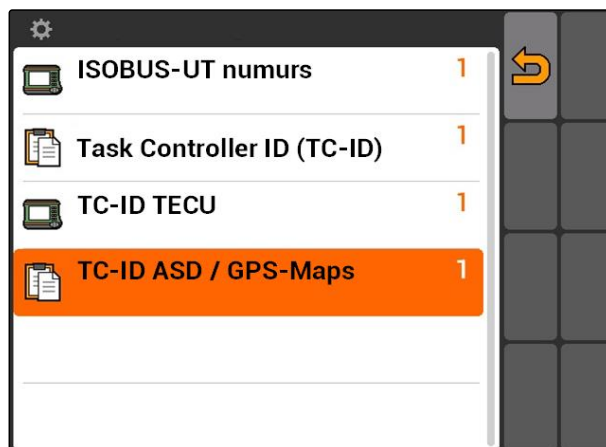 ISOBUS-UT numurs 1
Task Controller ID (TC-ID) 1
TC-ID TECU 1
TC-ID ASD / GPS-Maps 1